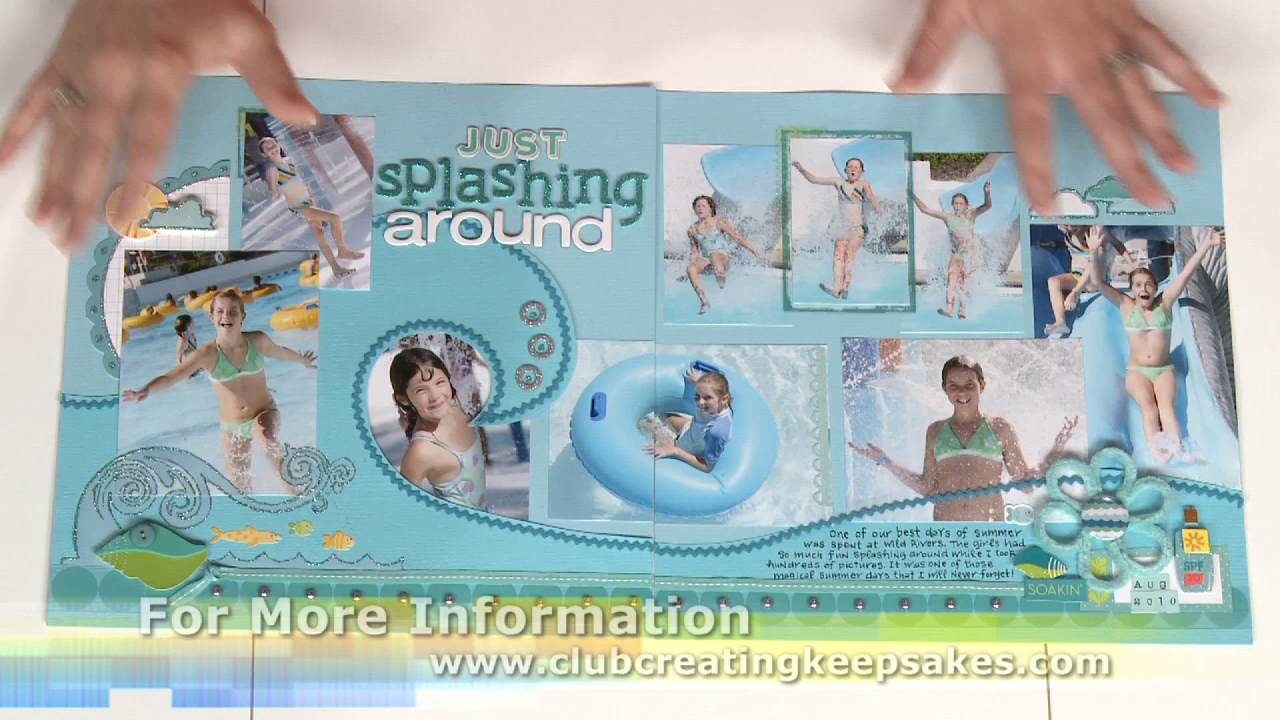 JUST
splashing
around
One of our best days of Summer
was spent at Wild Rivers. The girls had
So much fun splashing around while I took
hundreds of pictures. It was one of those
magical Summer days that I will never forget!
SPF
30
SOAKIN'
Aug
2010
For More Information
www.clubcreatingkeepsakes.com